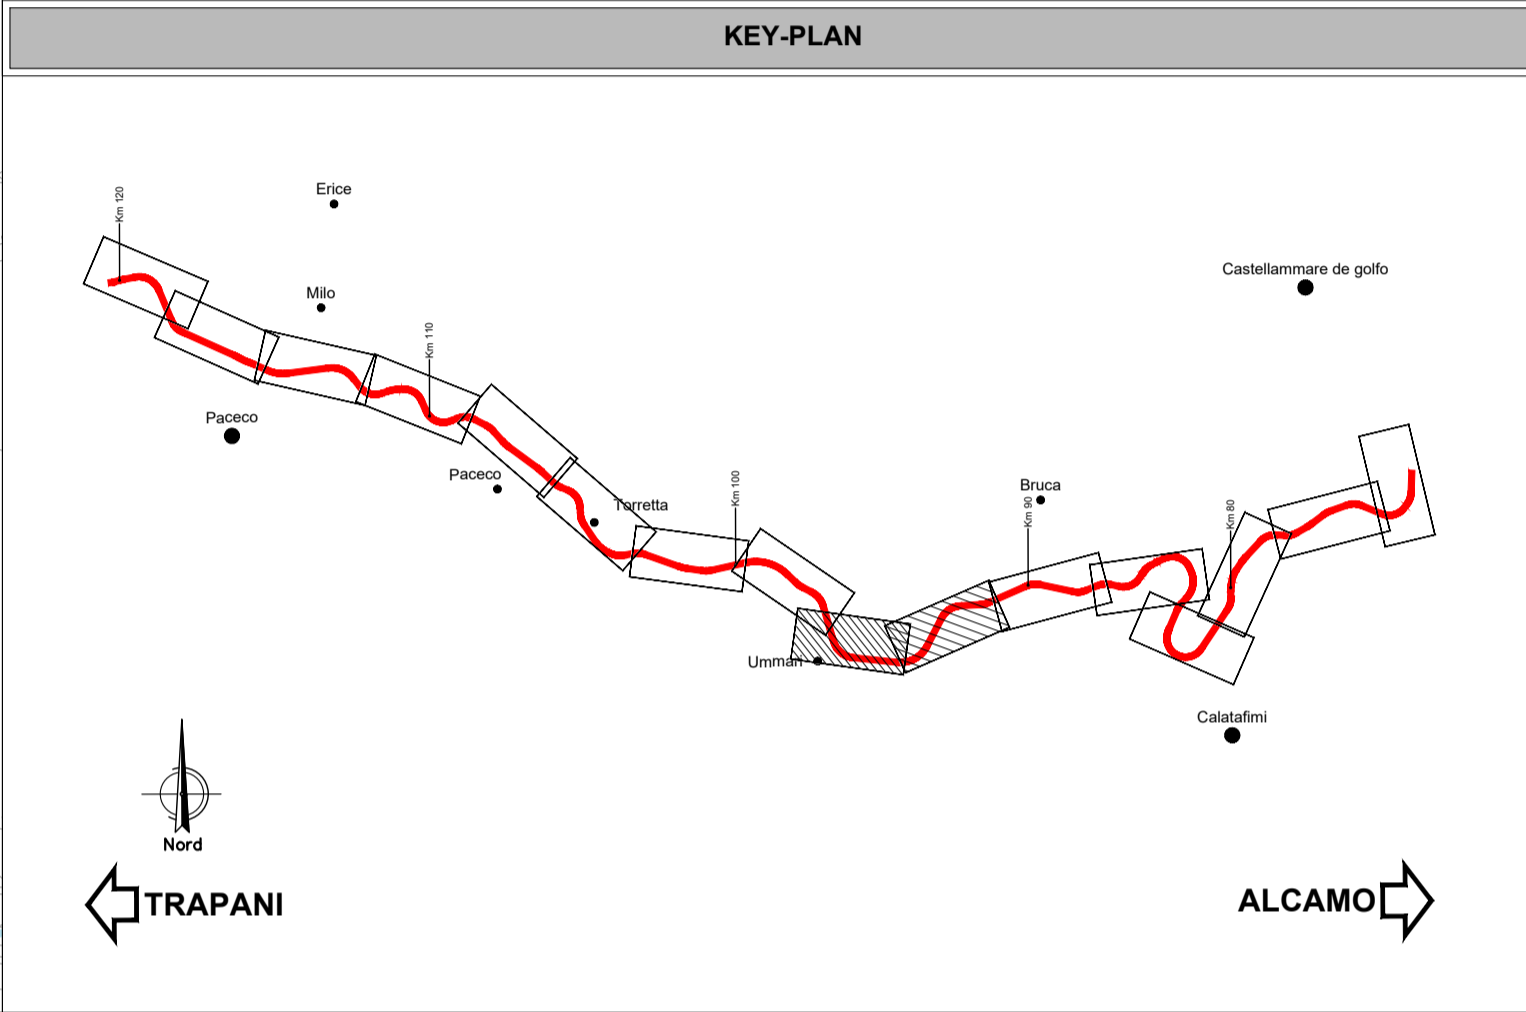 KEY-PLAN
Km 120
Erice
Castellammare de golfo
Milo
Km 110
Paceco
Paceco
Km 100
Torretta
Bruca
Km 90
Km 80
Ummari
Calatafimi
Nord
TRAPANI
ALCAMO